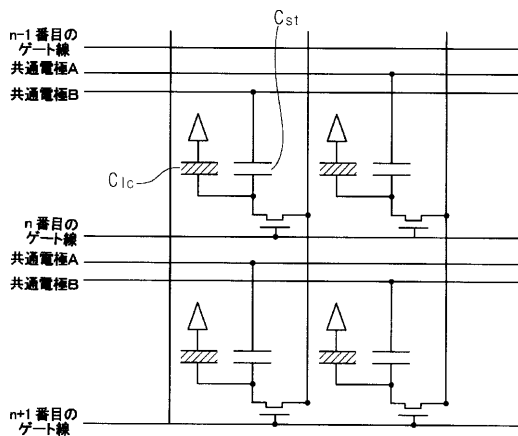 n-1 番目の
ゲート線
Cst
共通電極A
共通電極B
Clc
n 番目の
ゲート線
共通電極A
共通電極B
n+1 番目の
ゲート線